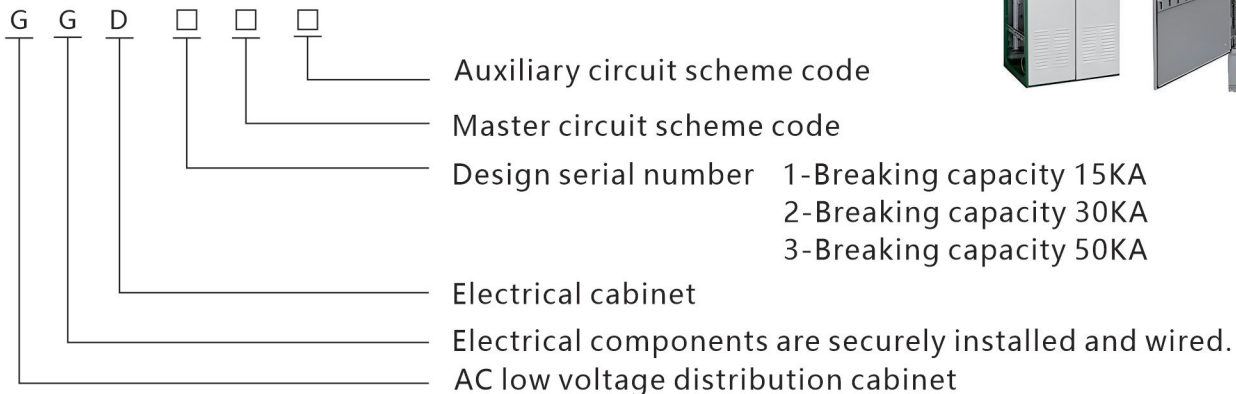 G G D □ □ □
Auxiliary circuit scheme code
Master circuit scheme code
Design serial number 1-Breaking capacity 15KA
2-Breaking capacity 30KA
3-Breaking capacity 50KA
Electrical cabinet
Electrical components are securely installed and wired.
AC low voltage distribution cabinet